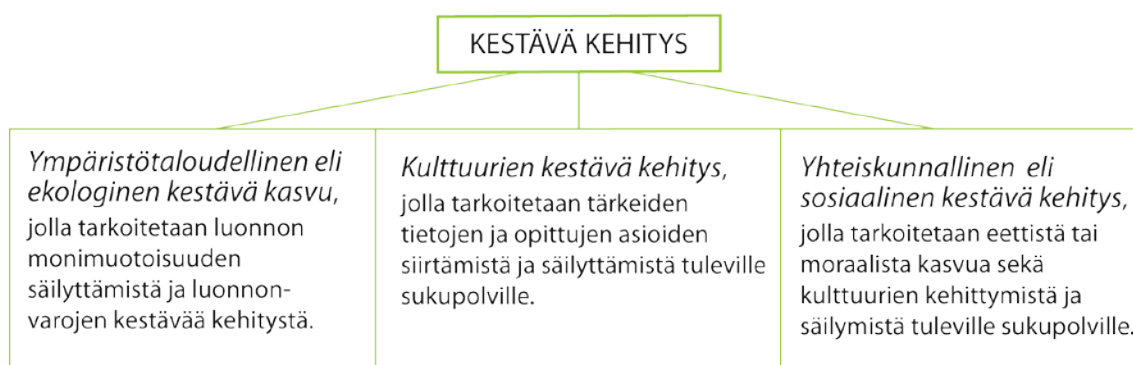 KESTÄVÄ KEHITYS
Ympäristötaloudellinen eli
ekologinen kestävä kasvu,
jolla tarkoitetaan luonnon
monimuotoisuuden
säilyttämistä ja luonnon-
varojen kestävää kehitystä.
Kulttuurien kestävä kehitys,
jolla tarkoitetaan tärkeiden
tietojen ja opittujen asioiden
siirtämistä ja säilyttämistä tuleville
sukupolville.
Yhteiskunnallinen eli
sosiaalinen kestävä kehitys,
jolla tarkoitetaan eettistä tai
moraalista kasvua sekä
kulttuurien kehittymistä ja
säilymistä tuleville sukupolville.